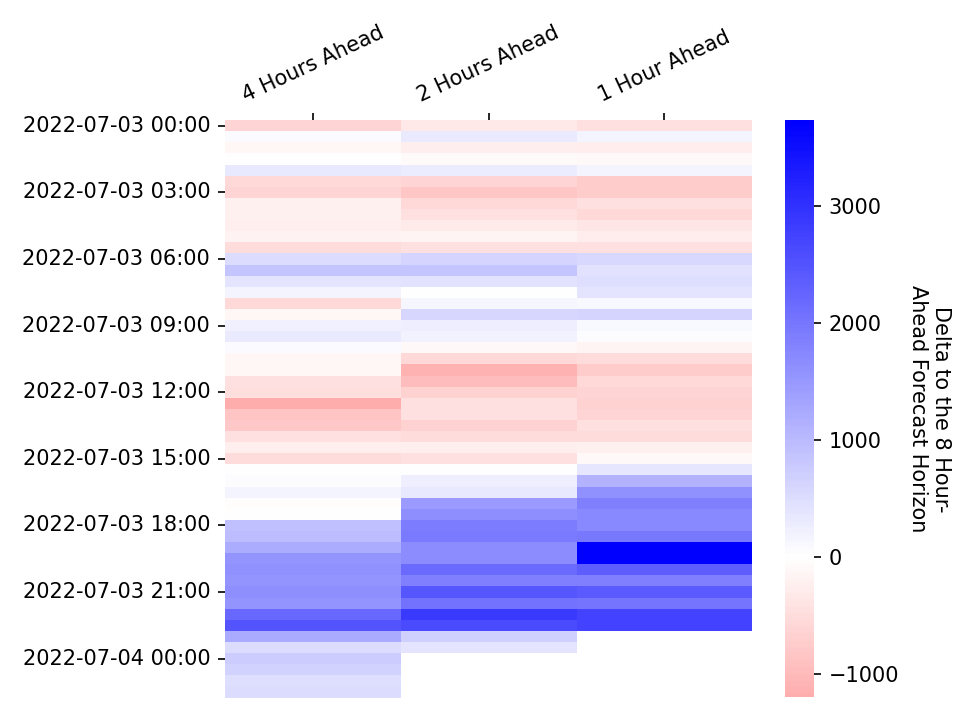 4 Hours Ahead
2 Hours Ahead
1 Hour Ahead
2022-07-03 00:00
2022-07-03 03:00
2022-07-03 06:00
2022-07-03 09:00
2022-07-03 12:00
2022-07-03 15:00
2022-07-03 18:00
2022-07-03 21:00
2022-07-04 00:00
3000
2000
1000
0
−1000
Delta to the 8 Hour-
Ahead Forecast Horizon